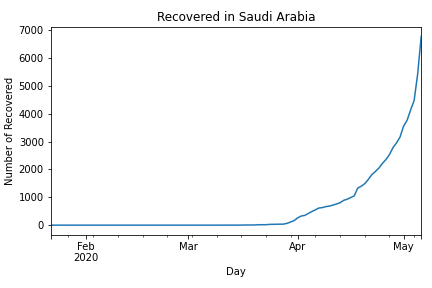 Recovered in Saudi Arabia
Number of Recovered
7000
6000
5000
4000
3000
2000
1000
0
Feb
2020
Mar
Apr
May
Day